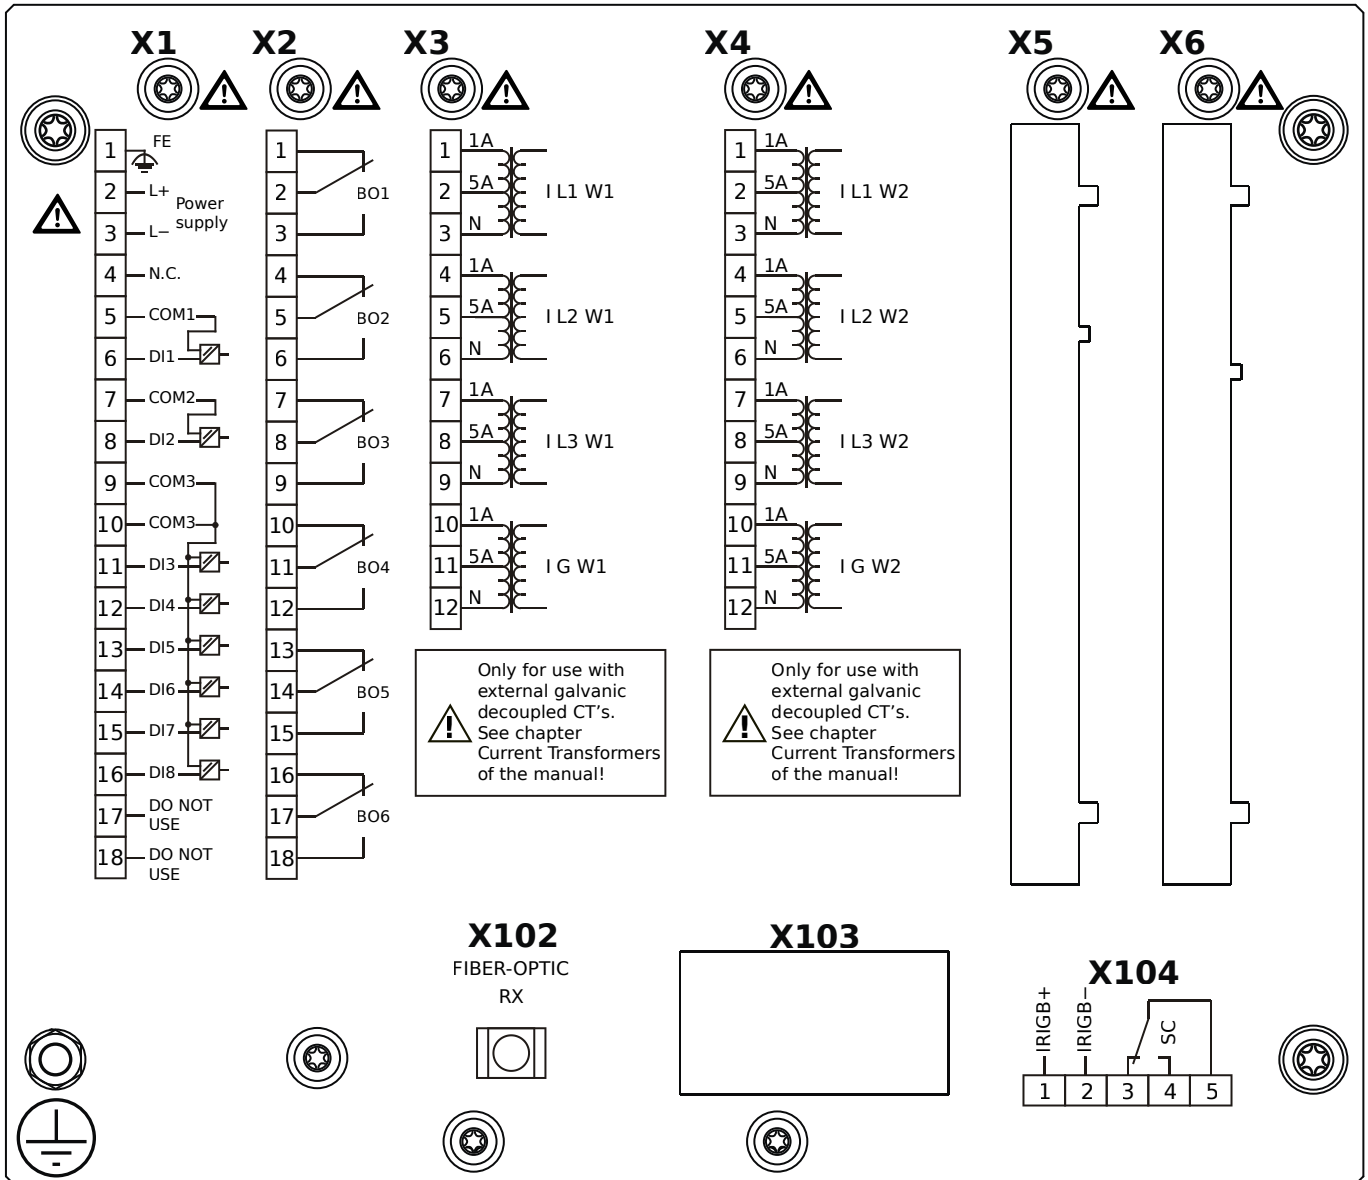 X1
X2
X3
X4
X5
X6
1 FE
2 L+
Power
supply
3 L−
4 N.C.
5 COM1
6 DI1
7 COM2
8 DI2
9 COM3
10 COM3
11 DI3
12 DI4
13 DI5
14 DI6
15 DI7
16 DI8
17 DO NOT
USE
18 DO NOT
USE
1
2 BO1
3
4
5 BO2
6
7
8 BO3
9
10
11 BO4
12
13
14 BO5
15
16
17 BO6
18
1 1A
2 5A I L1 W1
3 N
4 1A
5 5A I L2 W1
6 N
7 1A
8 5A I L3 W1
9 N
10 1A
11 5A I G W1
12 N
Only for use with
external galvanic
decoupled CT's.
See chapter
Current Transformers
of the manual!
1 1A
2 5A I L1 W2
3 N
4 1A
5 5A I L2 W2
6 N
7 1A
8 5A I L3 W2
9 N
10 1A
11 5A I G W2
12 N
Only for use with
external galvanic
decoupled CT's.
See chapter
Current Transformers
of the manual!
X102
FIBER-OPTIC
RX
X103
X104
IRIGB+
IRIGB−
SC
1 2 3 4 5